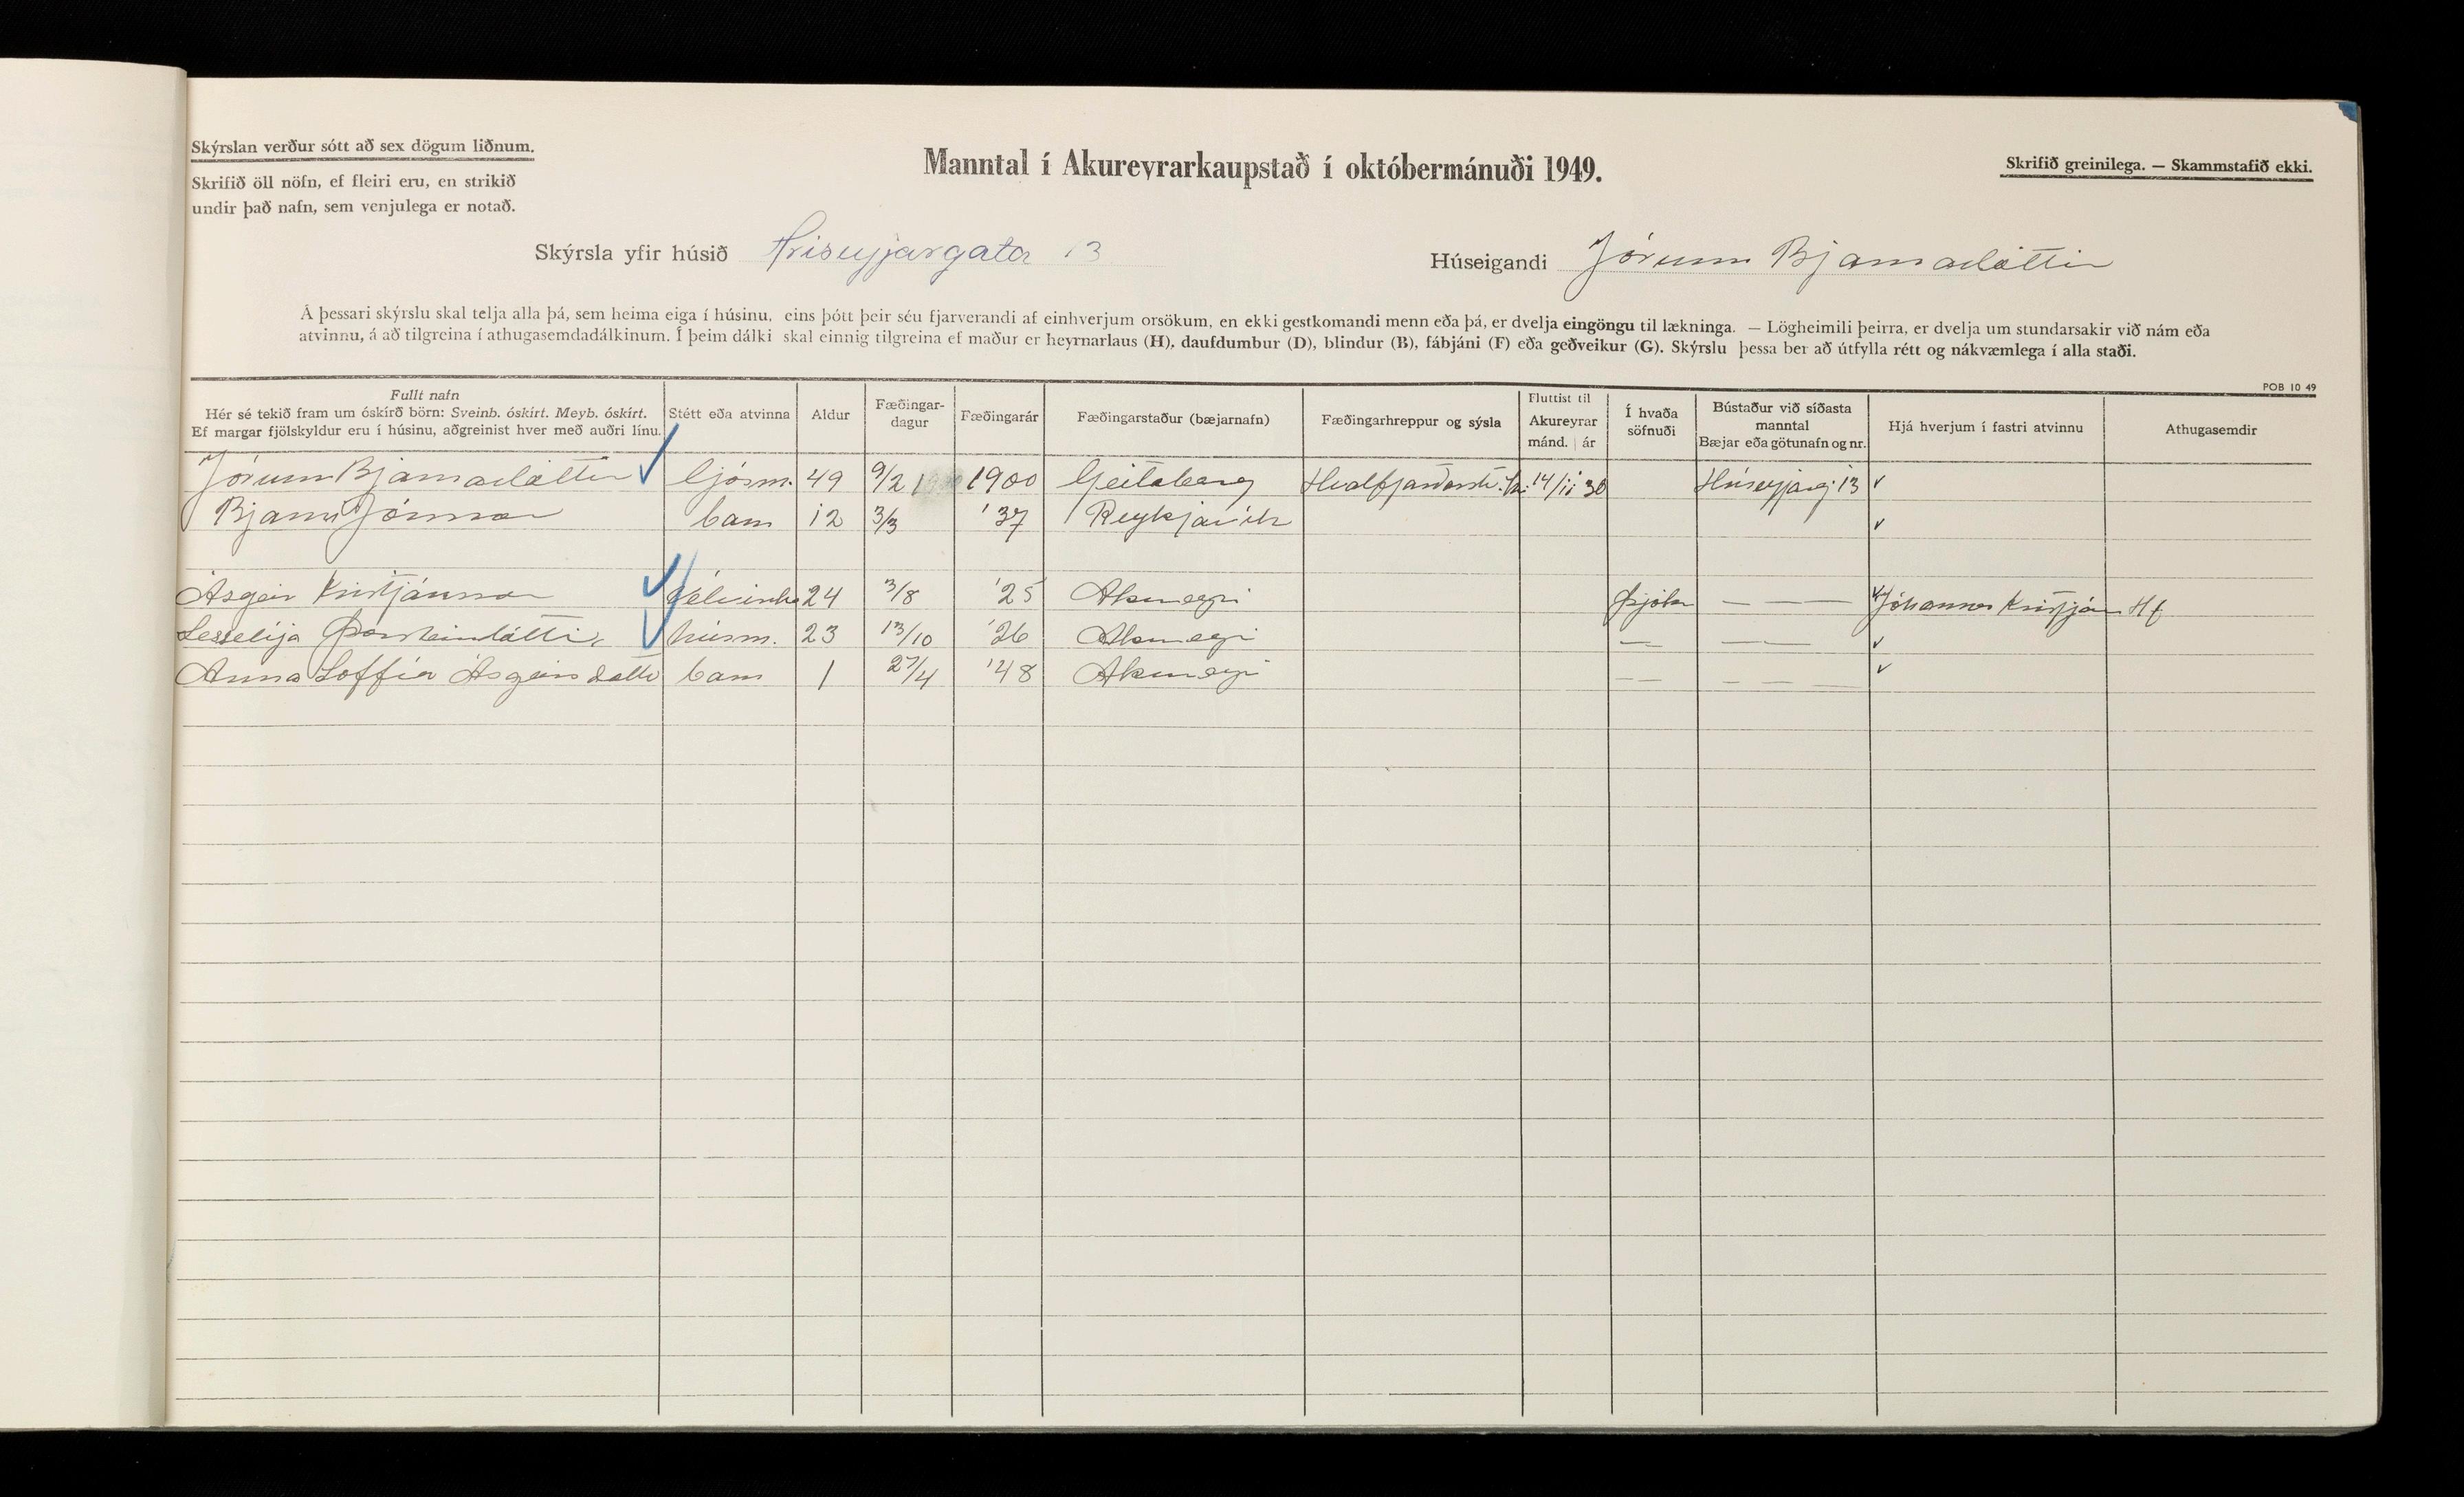 Skýrslan verður sótt að sex dögum liðnum.
Skrifið öll nöfn, ef fleiri eru, en strikið
undir það nafn, sem venjulega er notað.
Manntal í Akureyrarkaupstað í októbermánuði 1949.
Skrifið greinilega. — Skammstafið ekki.
Skýrsla yfir húsið Hríseyjargata 13
Húseigandi Jórunn Bjarnadóttir
Á þessari skýrslu skal telja alla þá, sem heima eiga í húsinu, eins þótt þeir séu fjarverandi af einhverjum orsökum, en ekki gestkomandi menn eða þá, er dvelja eingöngu til lækninga. — Lögheimili þeirra, er dvelja um stundarsakir við nám eða
atvinnu, á að tilgreina í athugasemdadálkinum. Í þeim dálki skal einnig tilgreina ef maður er heyrnarlaus (H), daufdumbur (D), blindur (B), fábjáni (F) eða geðveikur (G). Skýrslu þessa ber að útfylla rétt og nákvæmlega í alla staði.
POB 10 49
Fullt nafn
Hér sé tekið fram um óskírð börn: Sveinb. óskírt. Meyb. óskírt.
Ef margar fjölskyldur eru í húsinu, aðgreinist hver með auðri línu.
Stétt eða atvinna
Aldur
Fæðingar-
dagur
Fæðingarár
Fæðingarstaður (bæjarnafn)
Fæðingarhreppur og sýsla
Fluttist til
Akureyrar
mánd. | ár
Í hvaða
söfnuði
Bústaður við síðasta
manntal
Bæjar eða götunafn og nr.
Hjá hverjum í fastri atvinnu
Athugasemdir
Jórunn Bjarnadóttir ljósm. 49 9/2 1900 Geitaberg 14/11 30 13
Bjarni Jónsson barn 12 3/3 '37 Reykjavík
Ásgeir Kristjánsson 24 3/8 '25 Akureyri — — Jóhannes Kristjánsson Hf
Sesselja Þorsteinsdóttir húsm. 23 13/10 '26 Akureyri — — —
Anna Soffía Ásgeirsdóttir barn 1 27/4 '48 Akureyri — — — — —